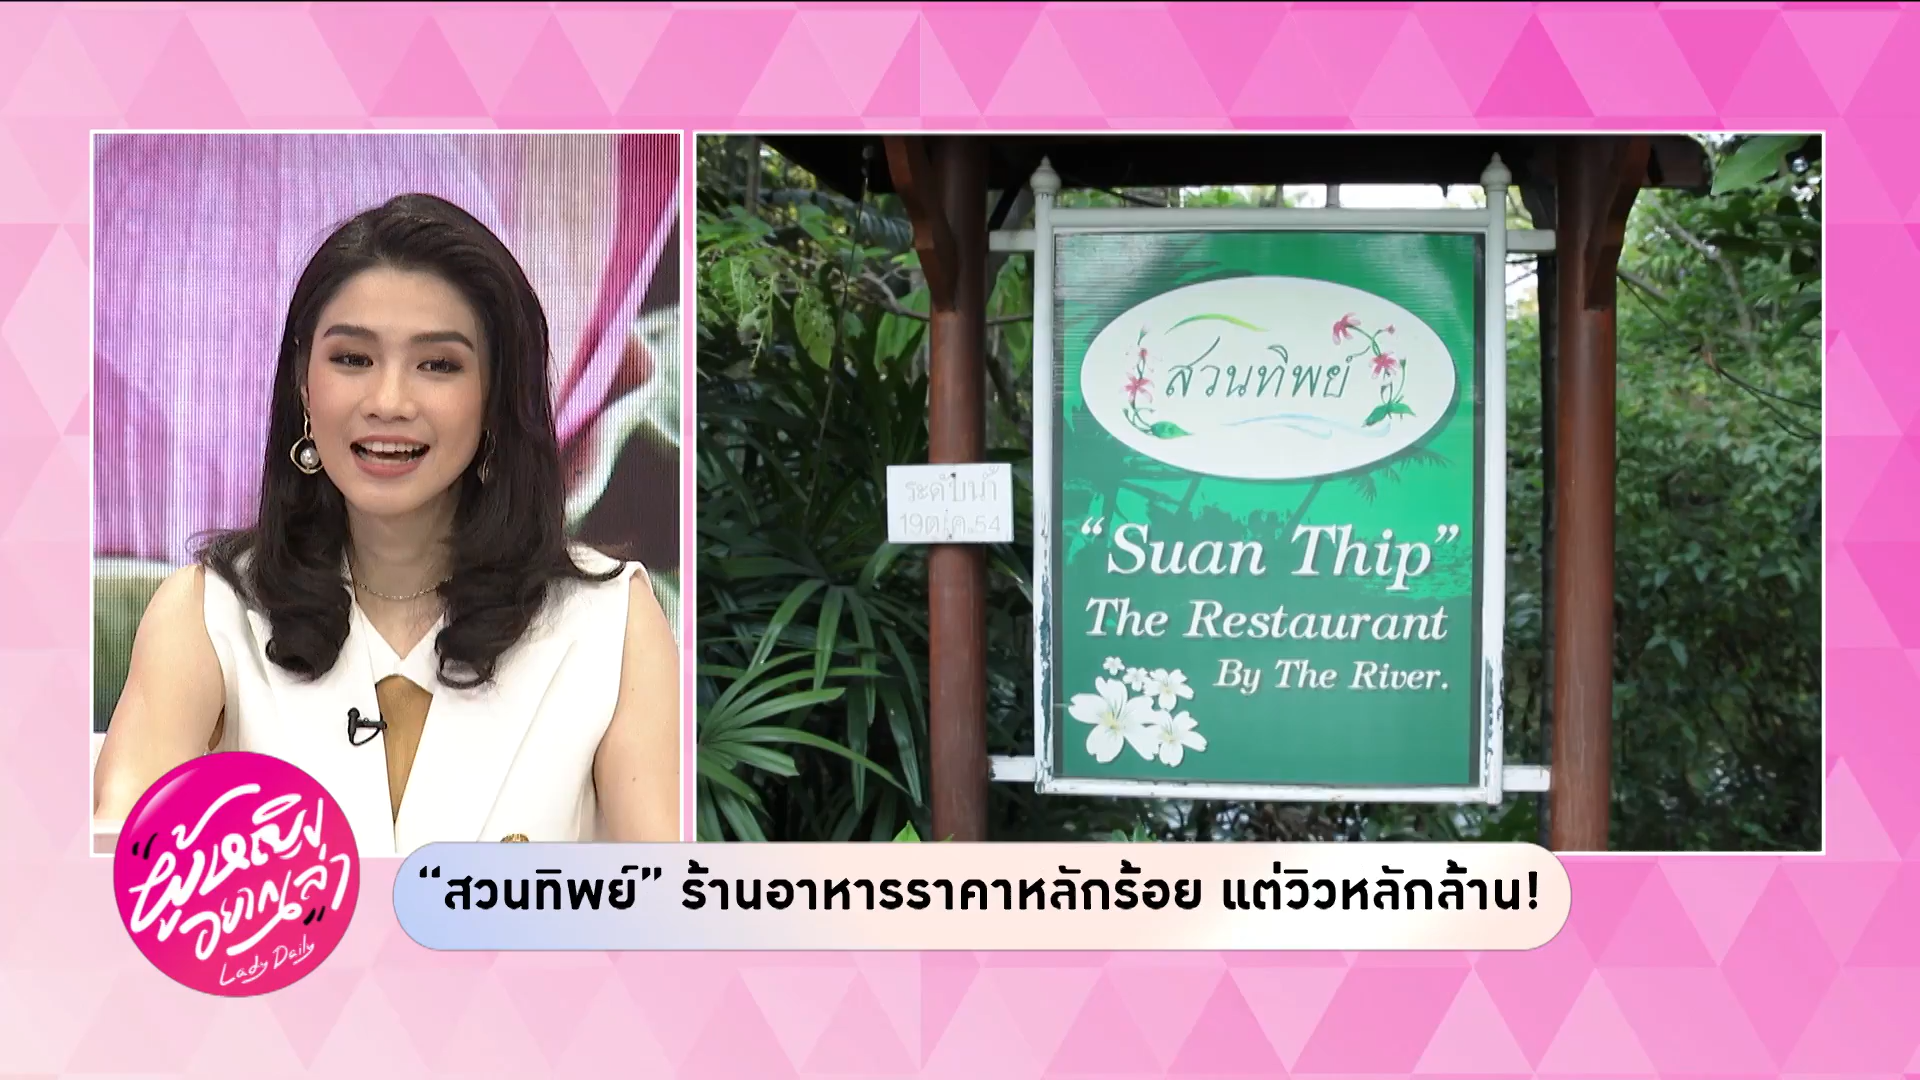 สวนทิพย์
ระดับน้ำ
19ต.ค.54
“Suan Thip”
The Restaurant
By The River.
“ผู้หญิง
อยากเล่า”
Lady Daily
“สวนทิพย์” ร้านอาหารราคาหลักร้อย แต่วิวหลักล้าน!